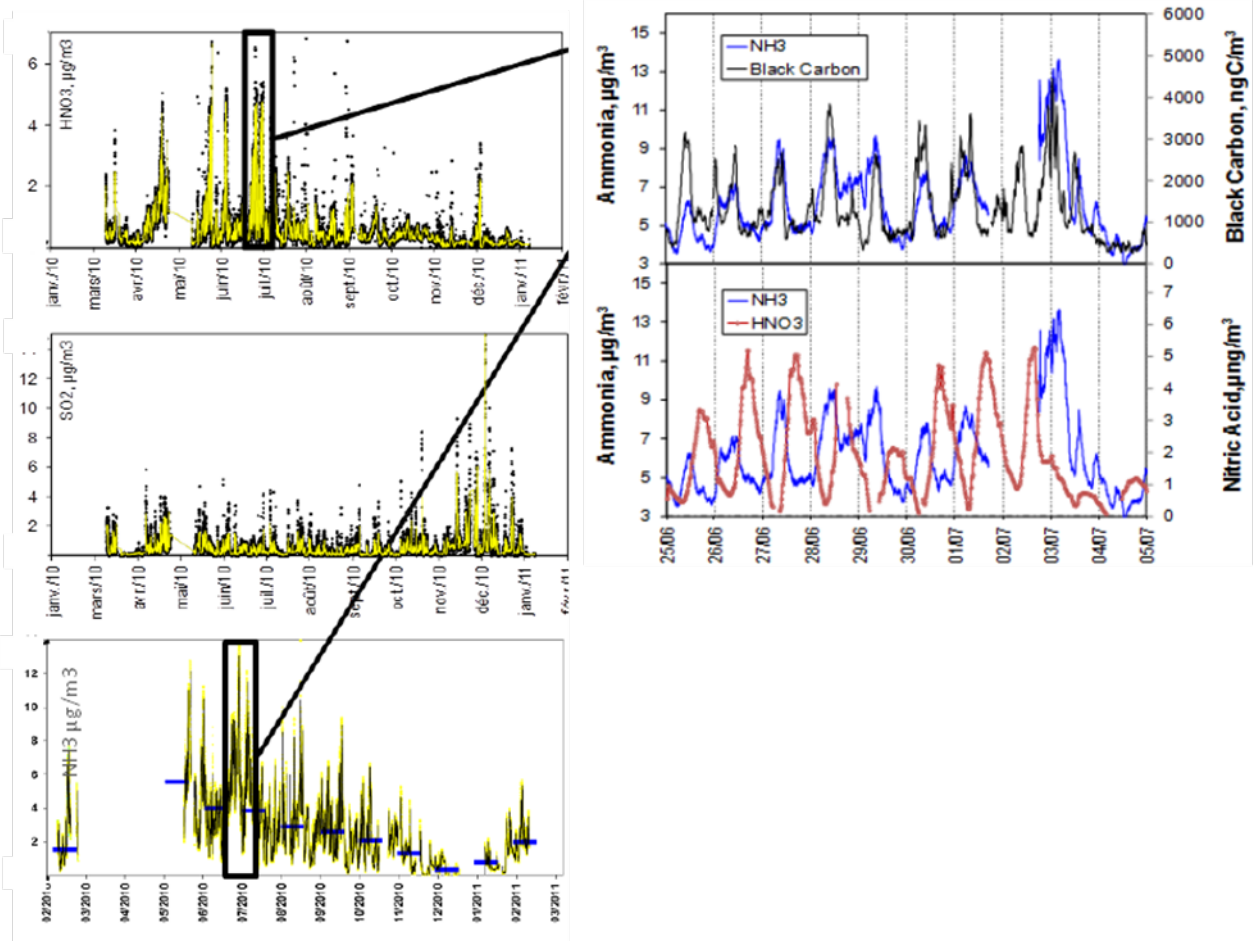 HNO3, µg/m3
6
4
2
janv./10
mars/10
avr/10
mai/10
juin/10
juil/10
août/10
sept./10
oct./10
nov./10
déc./10
janv./11
SO2, µg/m3
12
10
8
6
4
2
janv./10
mars/10
avr/10
mai/10
juin/10
juil./10
août/10
oct./10
nov./10
déc./10
janv./11
NH3 µg/m3
12
10
8
6
4
2
03/2010
04/2010
05/2010
06/2010
07/2010
08/2010
09/2010
10/2010
11/2010
12/2010
01/2011
02/2011
03/2011
Ammonia, µg/m³
15
13
11
9
7
5
3
NH3
Black Carbon
6000
5000
4000
3000
2000
1000
0
Black Carbon, ngC/m³
Ammonia, µg/m³
15
13
11
9
7
5
3
NH3
HNO3
7
6
5
4
3
2
1
0
Nitric Acid,µng/m³
25/06
26/06
27/06
28/06
29/06
30/06
01/07
02/07
03/07
04/07
05/07